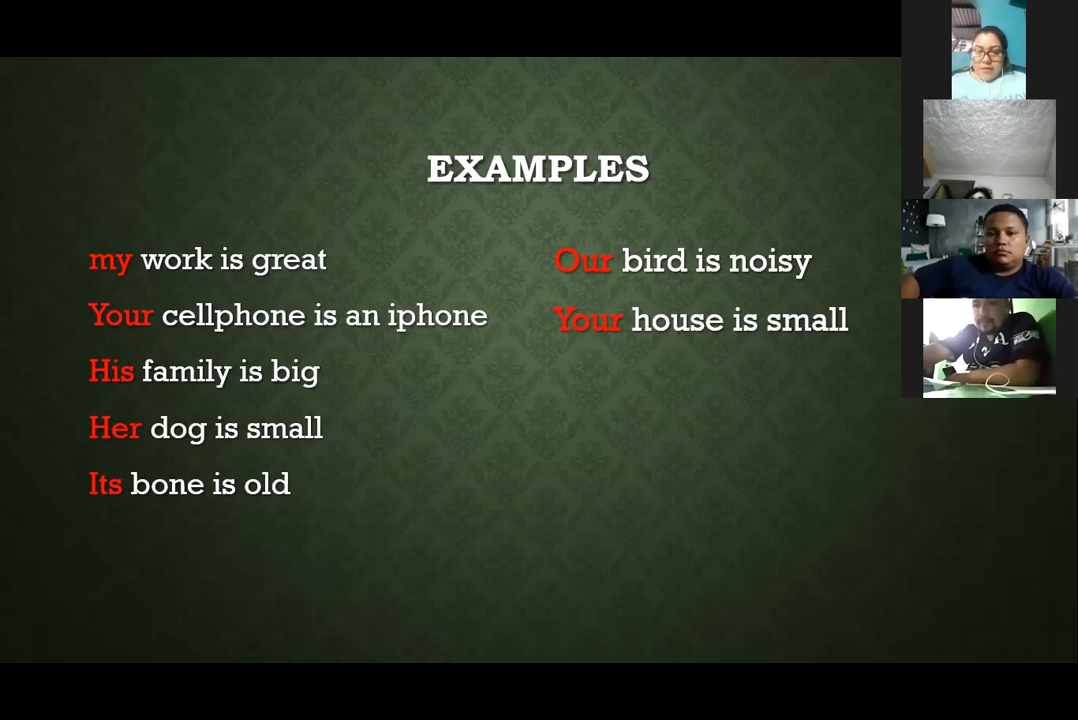 EXAMPLES
my work is great
Your cellphone is an iphone
His family is big
Her dog is small
Its bone is old
Our bird is noisy
Your house is small